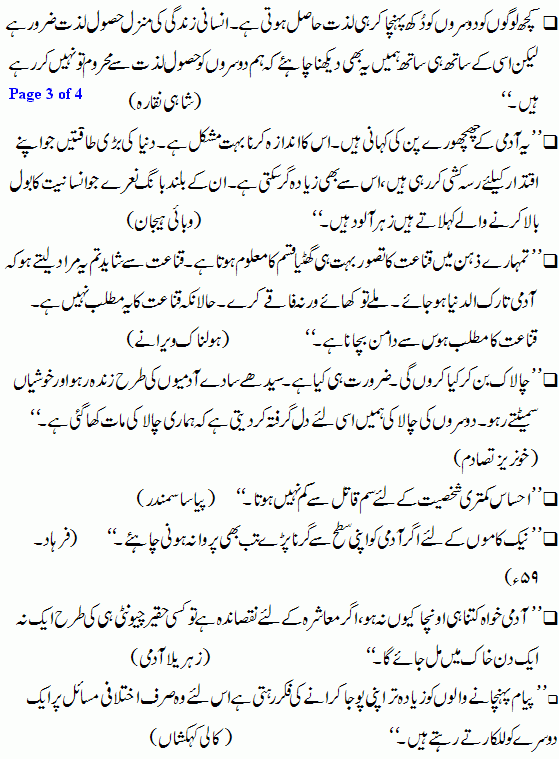 ❑ کچھ لوگوں کو دوسروں کو دُکھ پہنچا کر ہی لذت حاصل ہوتی ہے۔ انسانی زندگی کی منزل حصول لذت ضرور ہے
لیکن اسی کے ساتھ ہی ساتھ ہمیں یہ بھی دیکھنا چاہئے کہ ہم دوسروں کو حصول لذت سے محروم تو نہیں کر رہے
ہیں۔‘‘ (شاہی نقارہ)
Page 3 of 4
❑ ’’یہ آدمی کے چھچھورے پن کی کہانی ہیں۔ اس کا اندازہ کرنا بہت مشکل ہے۔ دنیا کی بڑی طاقتیں جو اپنے
اقتدار کیلئے رسہ کشی کر رہی ہیں، اس سے بھی زیادہ گر سکتی ہے۔ ان کے بلند بانگ نعرے جو انسانیت کا بول
بالا کرنے والے کہلاتے ہیں زہر آلود ہیں۔‘‘ (وبائی ہیجان)
❑ ’’تمہارے ذہن میں قناعت کا تصور بہت ہی گھٹیا قسم کا معلوم ہوتا ہے۔ قناعت سے شاید تم یہ مراد لیتے ہو کہ
آدمی تارک الدنیا ہو جائے۔ ملے تو کھائے ورنہ فاقے کرے۔ حالانکہ قناعت کا یہ مطلب نہیں ہے۔
قناعت کا مطلب ہوس سے دامن بچانا ہے۔‘‘ (ہولناک ویرانے)
❑ ’’چالاک بن کر کیا کروں گی۔ ضرورت ہی کیا ہے۔ سیدھے سادے آدمیوں کی طرح زندہ رہو اور خوشیاں
سمیٹتے رہو۔ دوسروں کی چالاکی ہمیں اسی لئے دل گرفتہ کر دیتی ہے کہ ہماری چالاکی مات کھا گئی ہے۔‘‘
(خونریز تصادم)
❑ ’’احساس کمتری شخصیت کے لئے سم قاتل سے کم نہیں ہوتا۔‘‘ (پیاسا سمندر)
❑ ’’نیک کاموں کے لئے اگر آدمی کو اپنی سطح سے گرنا پڑے تب بھی پروا نہ ہونی چاہئے۔‘‘ (فرہاد۔
۵۹ء)
❑ ’’آدمی خواہ کتنا ہی اونچا کیوں نہ ہو، اگر معاشرہ کے لئے نقصاندہ ہے تو کسی حقیر چیونٹی ہی کی طرح ایک نہ
ایک دن خاک میں مل جائے گا۔‘‘ (زہریلا آدمی)
❑ ’’پیام پہنچانے والوں کو زیادہ تر اپنی پوجا کرانے کی فکر رہتی ہے اس لئے وہ صرف اختلافی مسائل پر ایک
دوسرے کو للکارتے رہتے ہیں۔‘‘ (کالی کہکشاں)